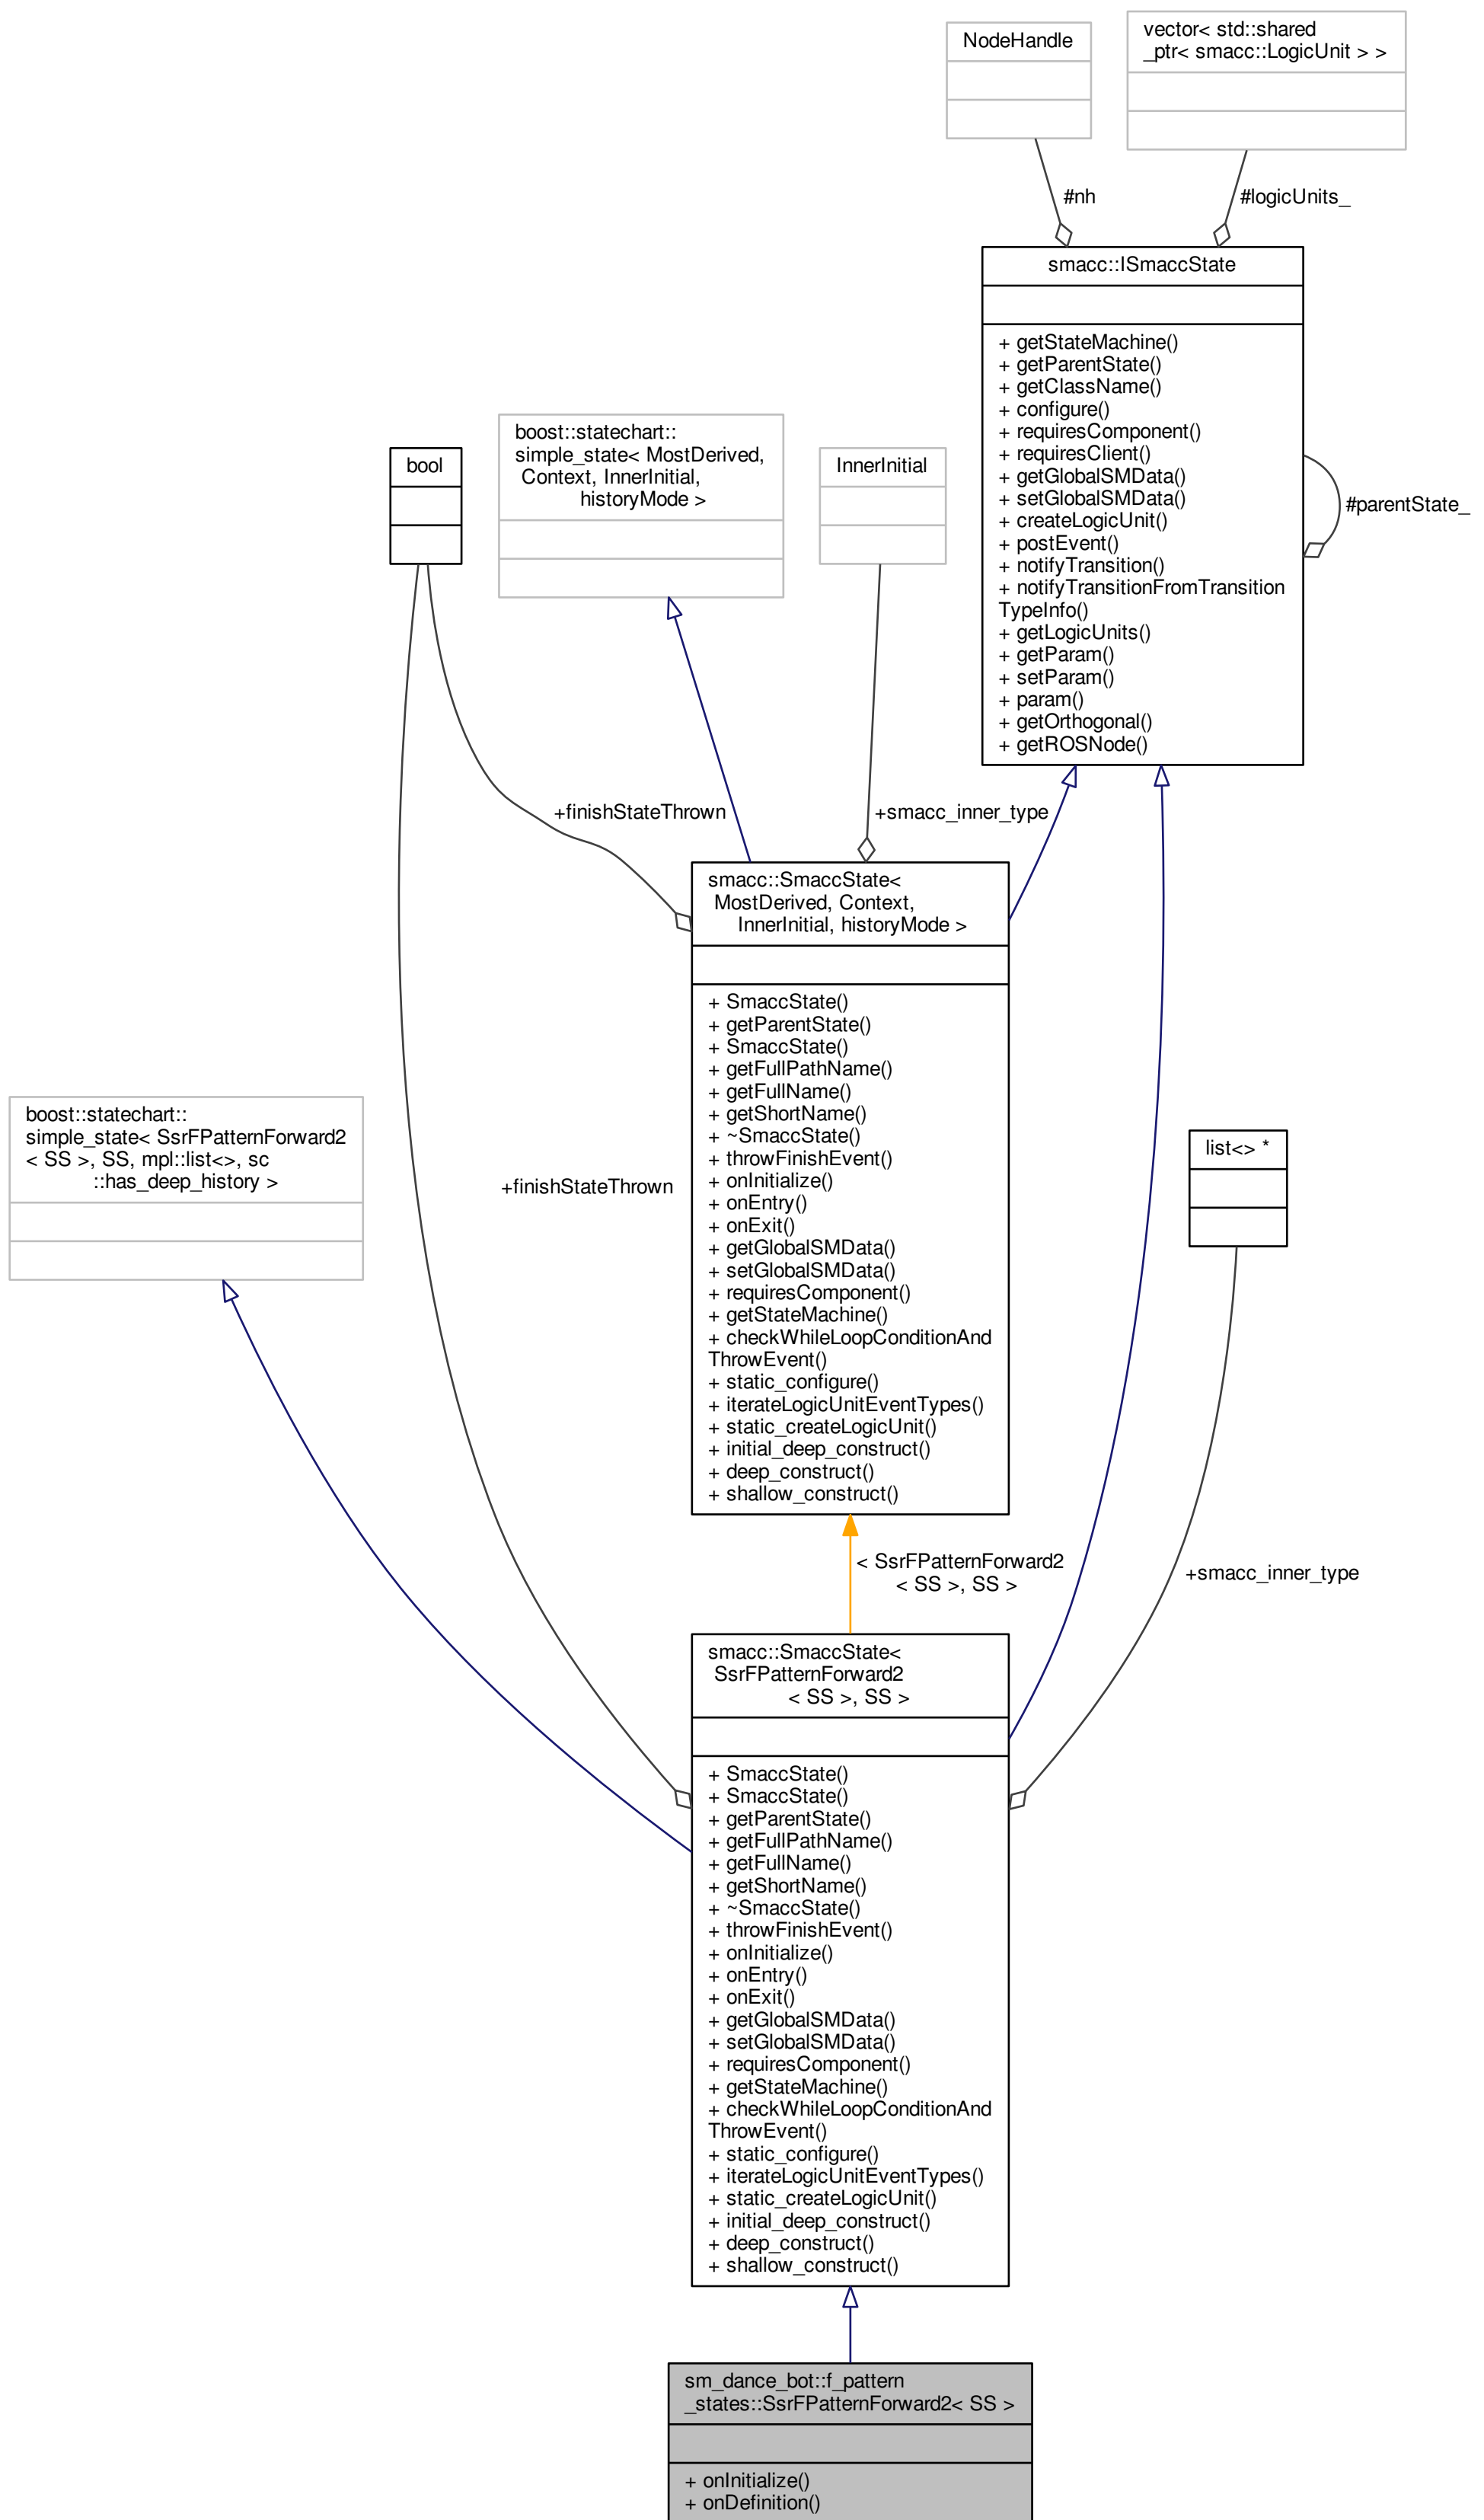 NodeHandle
vector< std::shared
_ptr< smacc::LogicUnit > >
#nh
#logicUnits_
smacc::ISmaccState
+ getStateMachine()
+ getParentState()
+ getClassName()
+ configure()
+ requiresComponent()
+ requiresClient()
+ getGlobalSMData()
+ setGlobalSMData()
+ createLogicUnit()
+ postEvent()
+ notifyTransition()
+ notifyTransitionFromTransition
TypeInfo()
+ getLogicUnits()
+ getParam()
+ setParam()
+ param()
+ getOrthogonal()
+ getROSNode()
#parentState_
bool
boost::statechart::
simple_state< MostDerived,
Context, InnerInitial,
historyMode >
InnerInitial
+finishStateThrown
+smacc_inner_type
smacc::SmaccState<
MostDerived, Context,
InnerInitial, historyMode >
+ SmaccState()
+ getParentState()
+ SmaccState()
+ getFullPathName()
+ getFullName()
+ getShortName()
+ ~SmaccState()
+ throwFinishEvent()
+ onInitialize()
+ onEntry()
+ onExit()
+ getGlobalSMData()
+ setGlobalSMData()
+ requiresComponent()
+ getStateMachine()
+ checkWhileLoopConditionAnd
ThrowEvent()
+ static_configure()
+ iterateLogicUnitEventTypes()
+ static_createLogicUnit()
+ initial_deep_construct()
+ deep_construct()
+ shallow_construct()
boost::statechart::
simple_state< SsrFPatternForward2
< SS >, SS, mpl::list<>, sc
::has_deep_history >
+finishStateThrown
list<> *
< SsrFPatternForward2
< SS >, SS >
+smacc_inner_type
smacc::SmaccState<
SsrFPatternForward2
< SS >, SS >
+ SmaccState()
+ SmaccState()
+ getParentState()
+ getFullPathName()
+ getFullName()
+ getShortName()
+ ~SmaccState()
+ throwFinishEvent()
+ onInitialize()
+ onEntry()
+ onExit()
+ getGlobalSMData()
+ setGlobalSMData()
+ requiresComponent()
+ getStateMachine()
+ checkWhileLoopConditionAnd
ThrowEvent()
+ static_configure()
+ iterateLogicUnitEventTypes()
+ static_createLogicUnit()
+ initial_deep_construct()
+ deep_construct()
+ shallow_construct()
sm_dance_bot::f_pattern
_states::SsrFPatternForward2< SS >
+ onInitialize()
+ onDefinition()